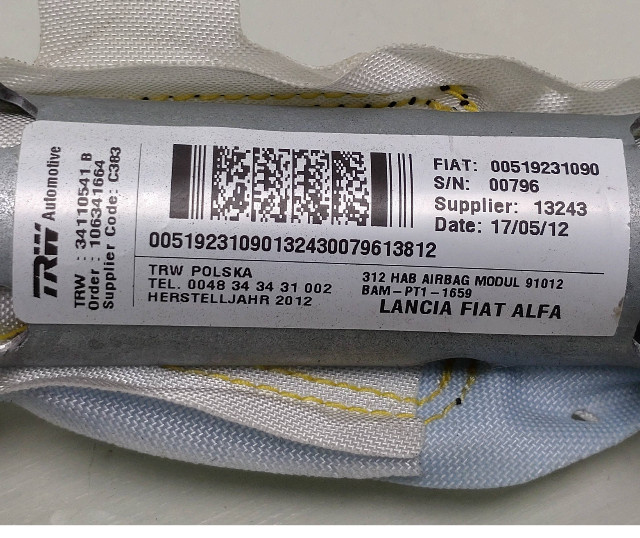 TRW Automotive
TRW : 34110541 B
Order : 106341664
Supplier Code: C383
FIAT: 00519231090
S/N: 00796
Supplier: 13243
Date: 17/05/12
00519231090132430079613812
TRW POLSKA
TEL. 0048 34 34 31 002
HERSTELLJAHR 2012
312 HAB AIRBAG MODUL 91012
BAM-PT1-1659
LANCIA FIAT ALFA